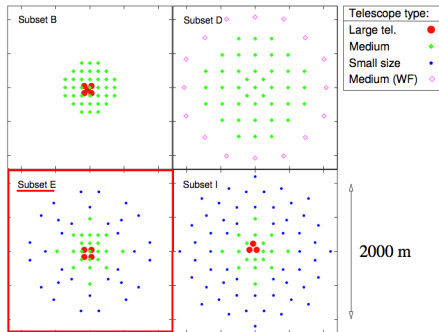 Subset B
Subset D
Telescope type:
Large tel.
Medium
Small size
Medium (WF)
Subset E
Subset I
2000 m